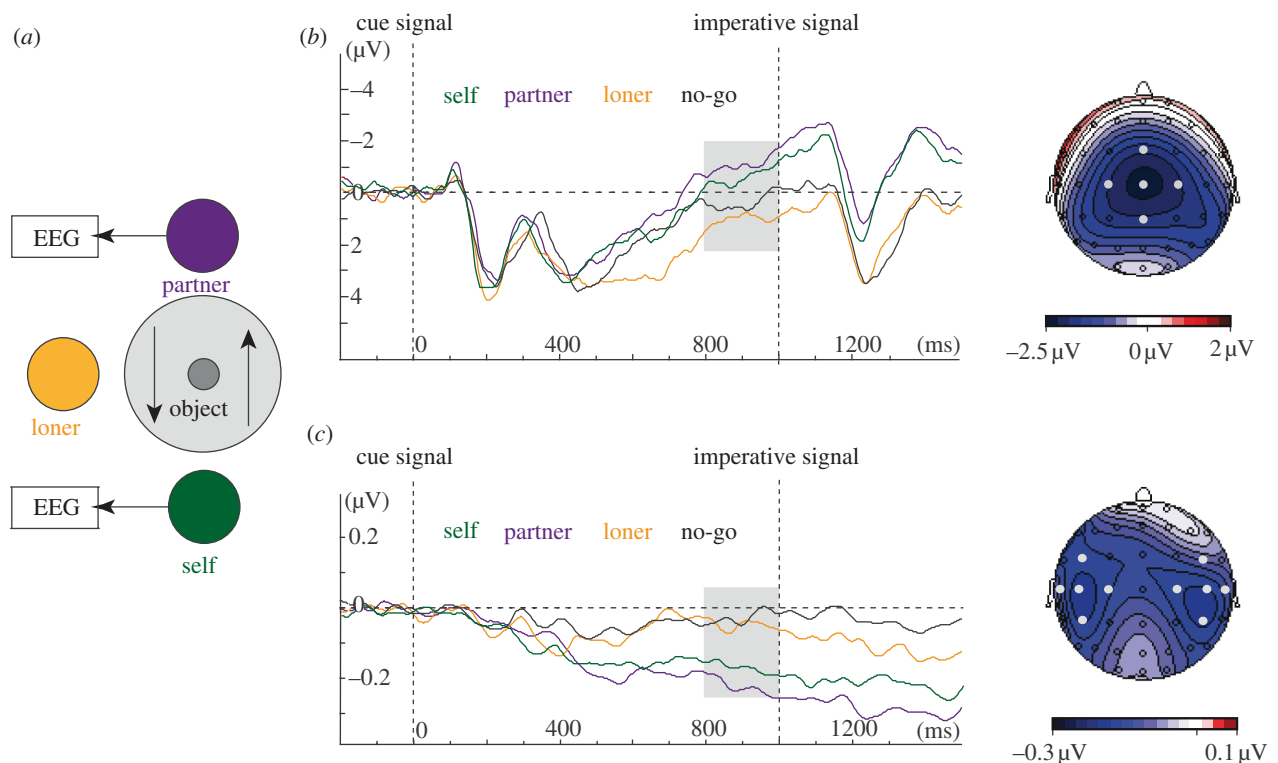 (a)
EEG
partner
loner
object
EEG
self
(b)
cue signal
imperative signal
(µV)
self partner loner no-go
−4
−2
0
2
4
0 400 800 1200 (ms)
−2.5 µV 0 µV 2 µV
(c)
cue signal
imperative signal
(µV)
self partner loner no-go
0.2
0
−0.2
0 400 800 1200 (ms)
−0.3 µV 0.1 µV